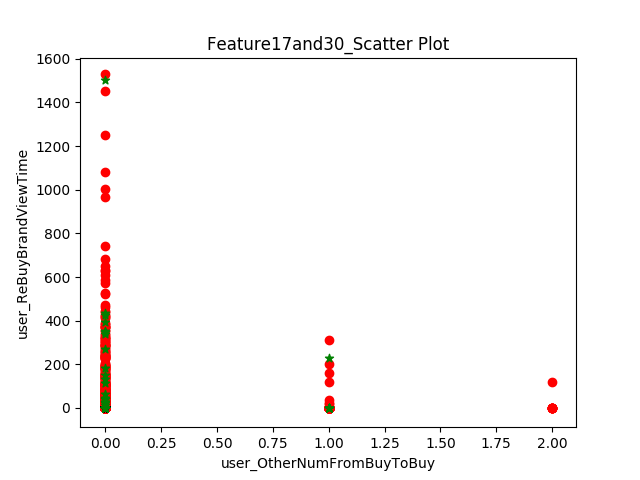 Feature17and30_Scatter Plot
1600
1400
1200
1000
800
600
400
200
0
user_ReBuyBrandViewTime
0.00 0.25 0.50 0.75 1.00 1.25 1.50 1.75 2.00
user_OtherNumFromBuyToBuy